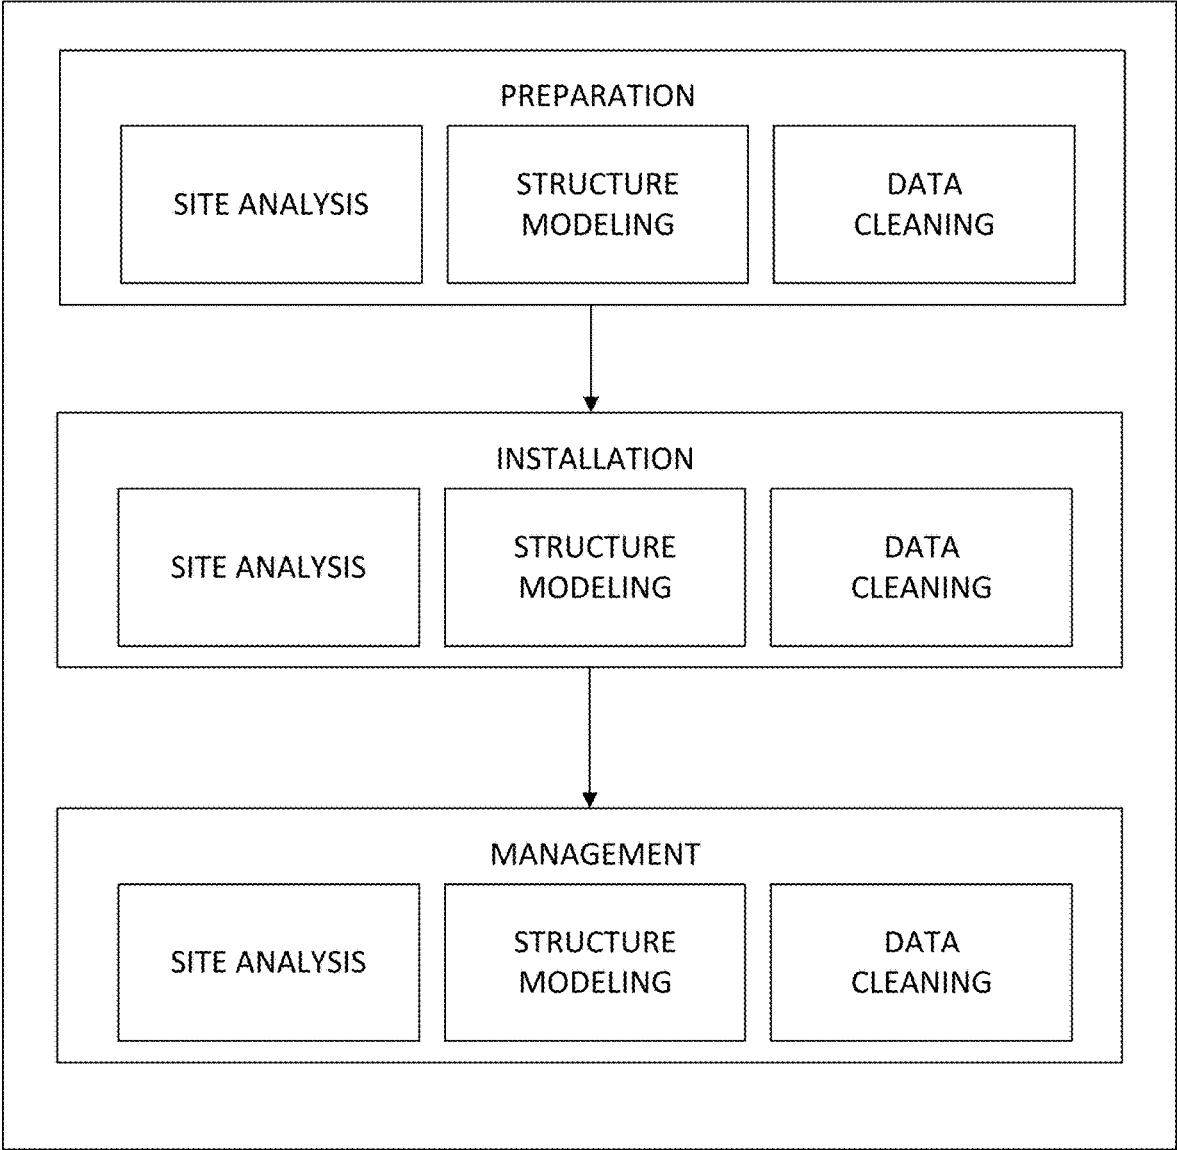 PREPARATION
SITE ANALYSIS
STRUCTURE
MODELING
DATA
CLEANING
INSTALLATION
SITE ANALYSIS
STRUCTURE
MODELING
DATA
CLEANING
MANAGEMENT
SITE ANALYSIS
STRUCTURE
MODELING
DATA
CLEANING